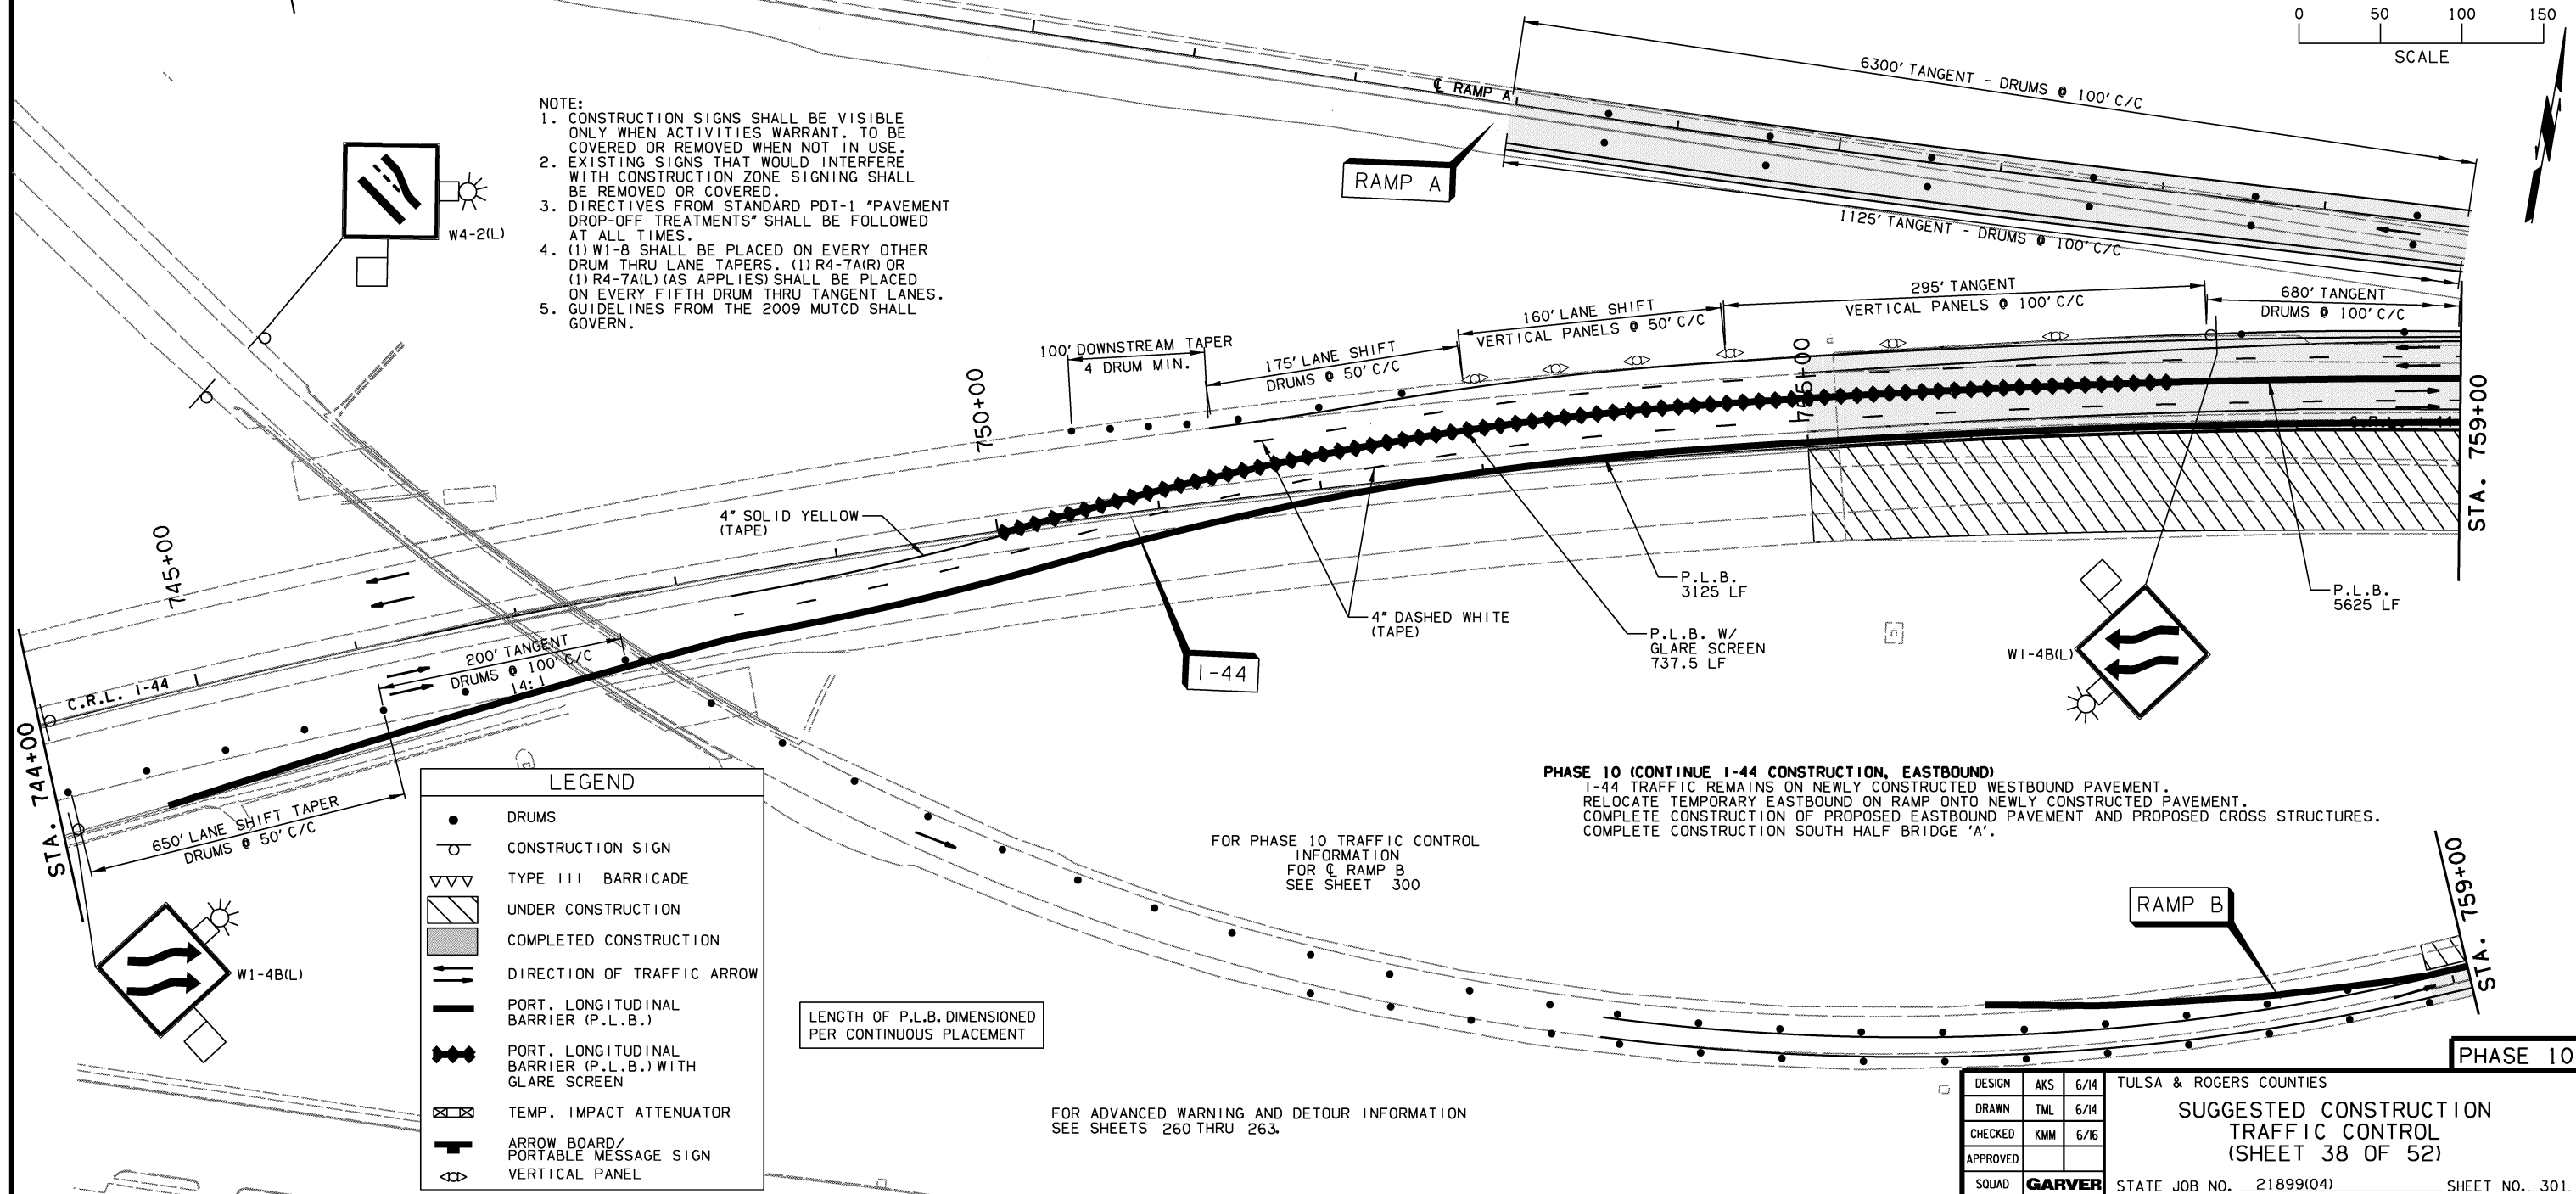 0 50 100 150
SCALE
6300' TANGENT - DRUMS @ 100' C/C
℄ RAMP A
RAMP A
1125' TANGENT - DRUMS @ 100' C/C
NOTE:
1. CONSTRUCTION SIGNS SHALL BE VISIBLE
ONLY WHEN ACTIVITIES WARRANT. TO BE
COVERED OR REMOVED WHEN NOT IN USE.
2. EXISTING SIGNS THAT WOULD INTERFERE
WITH CONSTRUCTION ZONE SIGNING SHALL
BE REMOVED OR COVERED.
3. DIRECTIVES FROM STANDARD PDT-1 "PAVEMENT
DROP-OFF TREATMENTS" SHALL BE FOLLOWED
AT ALL TIMES.
4. (1) W1-8 SHALL BE PLACED ON EVERY OTHER
DRUM THRU LANE TAPERS. (1) R4-7A(R) OR
(1) R4-7A(L) (AS APPLIES) SHALL BE PLACED
ON EVERY FIFTH DRUM THRU TANGENT LANES.
5. GUIDELINES FROM THE 2009 MUTCD SHALL
GOVERN.
W4-2(L)
100' DOWNSTREAM TAPER
4 DRUM MIN.
175' LANE SHIFT
DRUMS @ 50' C/C
160' LANE SHIFT
VERTICAL PANELS @ 50' C/C
295' TANGENT
VERTICAL PANELS @ 100' C/C
680' TANGENT
DRUMS @ 100' C/C
745+00
750+00
755+00
C.R.L. I-44
STA. 759+00
4" SOLID YELLOW
(TAPE)
4" DASHED WHITE
(TAPE)
P.L.B.
3125 LF
P.L.B. W/
GLARE SCREEN
737.5 LF
P.L.B.
5625 LF
W1-4B(L)
I-44
200' TANGENT
DRUMS @ 100' C/C
14:1
C.R.L. I-44
STA. 744+00
650' LANE SHIFT TAPER
DRUMS @ 50' C/C
W1-4B(L)
LEGEND
DRUMS
CONSTRUCTION SIGN
TYPE III BARRICADE
UNDER CONSTRUCTION
COMPLETED CONSTRUCTION
DIRECTION OF TRAFFIC ARROW
PORT. LONGITUDINAL
BARRIER (P.L.B.)
PORT. LONGITUDINAL
BARRIER (P.L.B.) WITH
GLARE SCREEN
TEMP. IMPACT ATTENUATOR
ARROW BOARD/
PORTABLE MESSAGE SIGN
VERTICAL PANEL
LENGTH OF P.L.B. DIMENSIONED
PER CONTINUOUS PLACEMENT
PHASE 10 (CONTINUE I-44 CONSTRUCTION, EASTBOUND)
I-44 TRAFFIC REMAINS ON NEWLY CONSTRUCTED WESTBOUND PAVEMENT.
RELOCATE TEMPORARY EASTBOUND ON RAMP ONTO NEWLY CONSTRUCTED PAVEMENT.
COMPLETE CONSTRUCTION OF PROPOSED EASTBOUND PAVEMENT AND PROPOSED CROSS STRUCTURES.
COMPLETE CONSTRUCTION SOUTH HALF BRIDGE 'A'.
FOR PHASE 10 TRAFFIC CONTROL
INFORMATION
FOR ℄ RAMP B
SEE SHEET 300
RAMP B
STA. 759+00
FOR ADVANCED WARNING AND DETOUR INFORMATION
SEE SHEETS 260 THRU 263.
PHASE 10
DESIGN AKS 6/14
DRAWN TML 6/14
CHECKED KMM 6/16
APPROVED
SQUAD GARVER
TULSA & ROGERS COUNTIES
SUGGESTED CONSTRUCTION
TRAFFIC CONTROL
(SHEET 38 OF 52)
STATE JOB NO. 21899(04) SHEET NO. 301